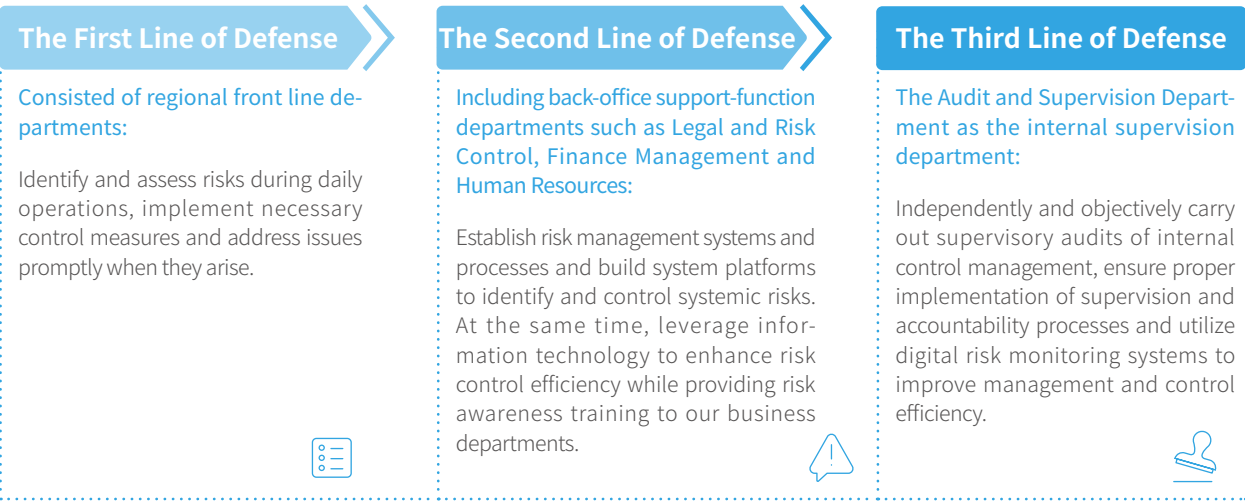 The First Line of Defense
Consisted of regional front line de-
partments:
Identify and assess risks during daily
operations, implement necessary
control measures and address issues
promptly when they arise.
The Second Line of Defense
Including back-office support-function
departments such as Legal and Risk
Control, Finance Management and
Human Resources:
Establish risk management systems and
processes and build system platforms
to identify and control systemic risks.
At the same time, leverage infor-
mation technology to enhance risk
control efficiency while providing risk
awareness training to our business
departments.
The Third Line of Defense
The Audit and Supervision Depart-
ment as the internal supervision
department:
Independently and objectively carry
out supervisory audits of internal
control management, ensure proper
implementation of supervision and
accountability processes and utilize
digital risk monitoring systems to
improve management and control
efficiency.